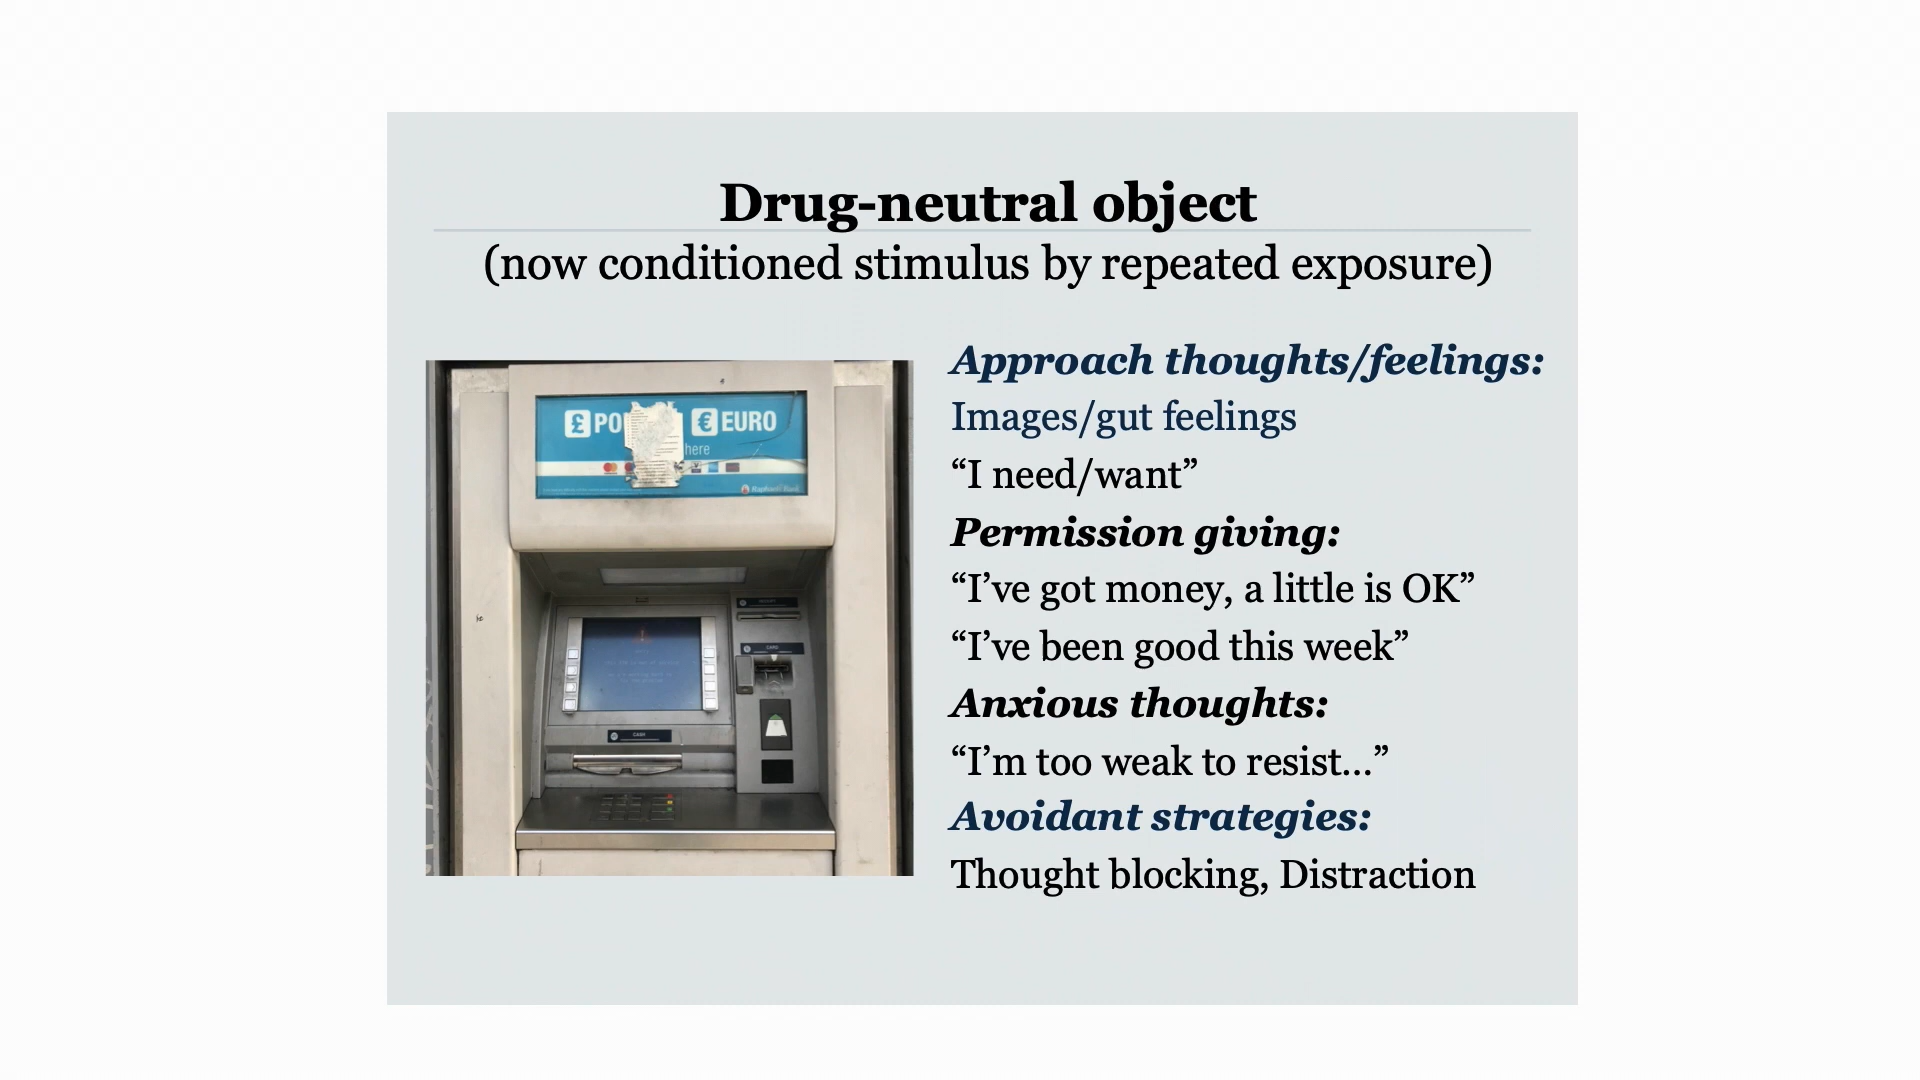 Drug-neutral object
(now conditioned stimulus by repeated exposure)
Approach thoughts/feelings:
Images/gut feelings
“I need/want”
Permission giving:
“I’ve got money, a little is OK”
“I’ve been good this week”
Anxious thoughts:
“I’m too weak to resist…”
Avoidant strategies:
Thought blocking, Distraction
£ PO
€ EURO
here
CARD
CASH